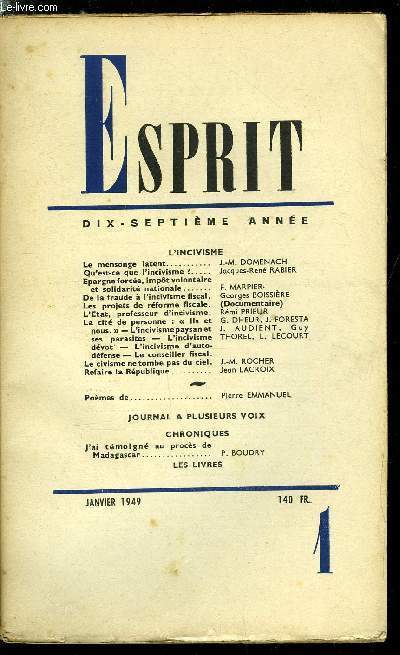 Le-livre.com
ESPRIT
DIX-SEPTIÈME ANNÉE
L'INCIVISME
Le mensonge latent........... J.-M. DOMENACH
Qu'est-ce que l'incivisme ?..... Jacques-René RABIER
Epargne forcée, impôt volontaire
et solidarité nationale....... F. MARPIER
De la fraude à l'incivisme fiscal. Georges BOISSIÈRE
Les projets de réforme fiscale. (Documentaire)
L'Etat, professeur d'incivisme. Rémi PRIEUR
La cité de personne : « Ils et G. DHEUR, J. FORESTA
nous. » — L'incivisme paysan et J. AUDIENT, Guy
ses parasites — L'incivisme THOREL, L. LECOURT
dévot — L'incivisme d'auto-
défense — Le conseiller fiscal.
Le civisme ne tombe pas du ciel. J.-M. ROCHER
Refaire la République......... Jean LACROIX
Poèmes de................... Pierre EMMANUEL
JOURNAL A PLUSIEURS VOIX
CHRONIQUES
J'ai témoigné au procès de
Madagascar................ P. BOUDRY
LES LIVRES
JANVIER 1949 140 FR.
1